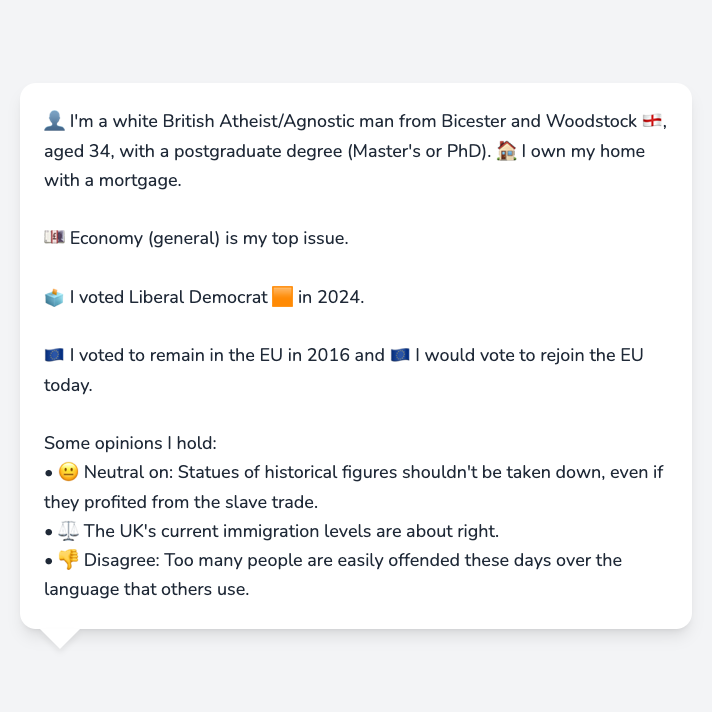 👤 I'm a white British Atheist/Agnostic man from Bicester and Woodstock 🏴󠁧󠁢󠁥󠁮󠁧󠁿,
aged 34, with a postgraduate degree (Master's or PhD). 🏠 I own my home
with a mortgage.
💷 Economy (general) is my top issue.
🗳️ I voted Liberal Democrat 🟧 in 2024.
🇪🇺 I voted to remain in the EU in 2016 and 🇪🇺 I would vote to rejoin the EU
today.
Some opinions I hold:
• 😐 Neutral on: Statues of historical figures shouldn't be taken down, even if
they profited from the slave trade.
• ⚖️ The UK's current immigration levels are about right.
• 👎 Disagree: Too many people are easily offended these days over the
language that others use.